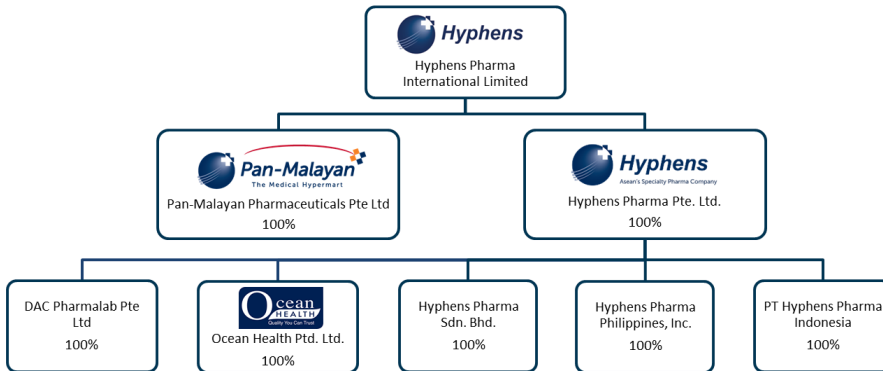 Hyphens
Hyphens Pharma
International Limited
Pan-Malayan
The Medical Hypermart
Pan-Malayan Pharmaceuticals Pte Ltd
100%
Hyphens
Asean's Specialty Pharma Company
Hyphens Pharma Pte. Ltd.
100%
DAC Pharmalab Pte
Ltd
100%
Ocean
HEALTH
Quality You Can Trust
Ocean Health Ptd. Ltd.
100%
Hyphens Pharma
Sdn. Bhd.
100%
Hyphens Pharma
Philippines, Inc.
100%
PT Hyphens Pharma
Indonesia
100%